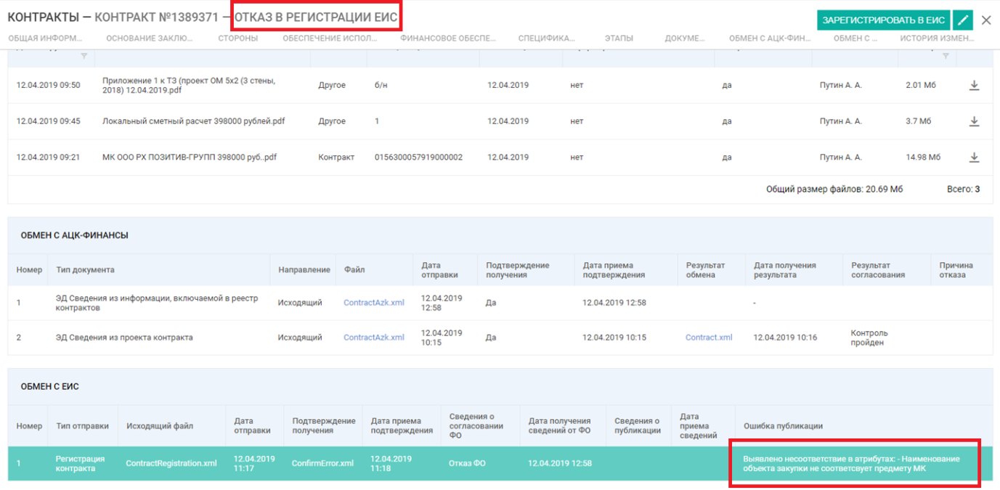 КОНТРАКТЫ — КОНТРАКТ №1389371 — ОТКАЗ В РЕГИСТРАЦИИ ЕИС
ЗАРЕГИСТРИРОВАТЬ В ЕИС
ОБЩАЯ ИНФОРМ... ОСНОВАНИЕ ЗАКЛЮ... СТОРОНЫ ОБЕСПЕЧЕНИЕ ИСПОЛ... ФИНАНСОВОЕ ОБЕСПЕ... СПЕЦИФИКА... ЭТАПЫ ДОКУМЕ... ОБМЕН С АЦК-ФИН... ОБМЕН С ... ИСТОРИЯ ИЗМЕН...
12.04.2019 09:50 Приложение 1 к ТЗ (проект ОМ 5х2 (3 стены, 2018) 12.04.2019.pdf Другое б/н 12.04.2019 нет да Путин А. А. 2.01 Мб
12.04.2019 09:45 Локальный сметный расчет 398000 рублей.pdf Другое 1 12.04.2019 нет да Путин А. А. 3.7 Мб
12.04.2019 09:21 МК ООО РХ ПОЗИТИВ-ГРУПП 398000 руб..pdf Контракт 0156300057919000002 12.04.2019 нет да Путин А. А. 14.98 Мб
Общий размер файлов: 20.69 Мб Всего: 3
ОБМЕН С АЦК-ФИНАНСЫ
Номер Тип документа Направление Файл Дата отправки Подтверждение получения Дата приема подтверждения Результат обмена Дата получения результата Результат согласования Причина отказа
1 ЭД Сведения из информации, включаемой в реестр контрактов Исходящий ContractAzk.xml 12.04.2019 12:58 Да 12.04.2019 12:58 -
2 ЭД Сведения из проекта контракта Исходящий ContractAzk.xml 12.04.2019 10:15 Да 12.04.2019 10:15 Contract.xml 12.04.2019 10:16 Контроль пройден
ОБМЕН С ЕИС
Номер Тип отправки Исходящий файл Дата отправки Подтверждение получения Дата приема подтверждения Сведения о согласовании ФО Дата получения сведений от ФО Сведения о публикации Дата приема сведений Ошибка публикации
1 Регистрация контракта ContractRegistration.xml 12.04.2019 11:17 ConfirmError.xml 12.04.2019 11:18 Отказ ФО 12.04.2019 12:58 Выявлено несоответствие в атрибутах: - Наименование объекта закупки не соответсвует предмету МК